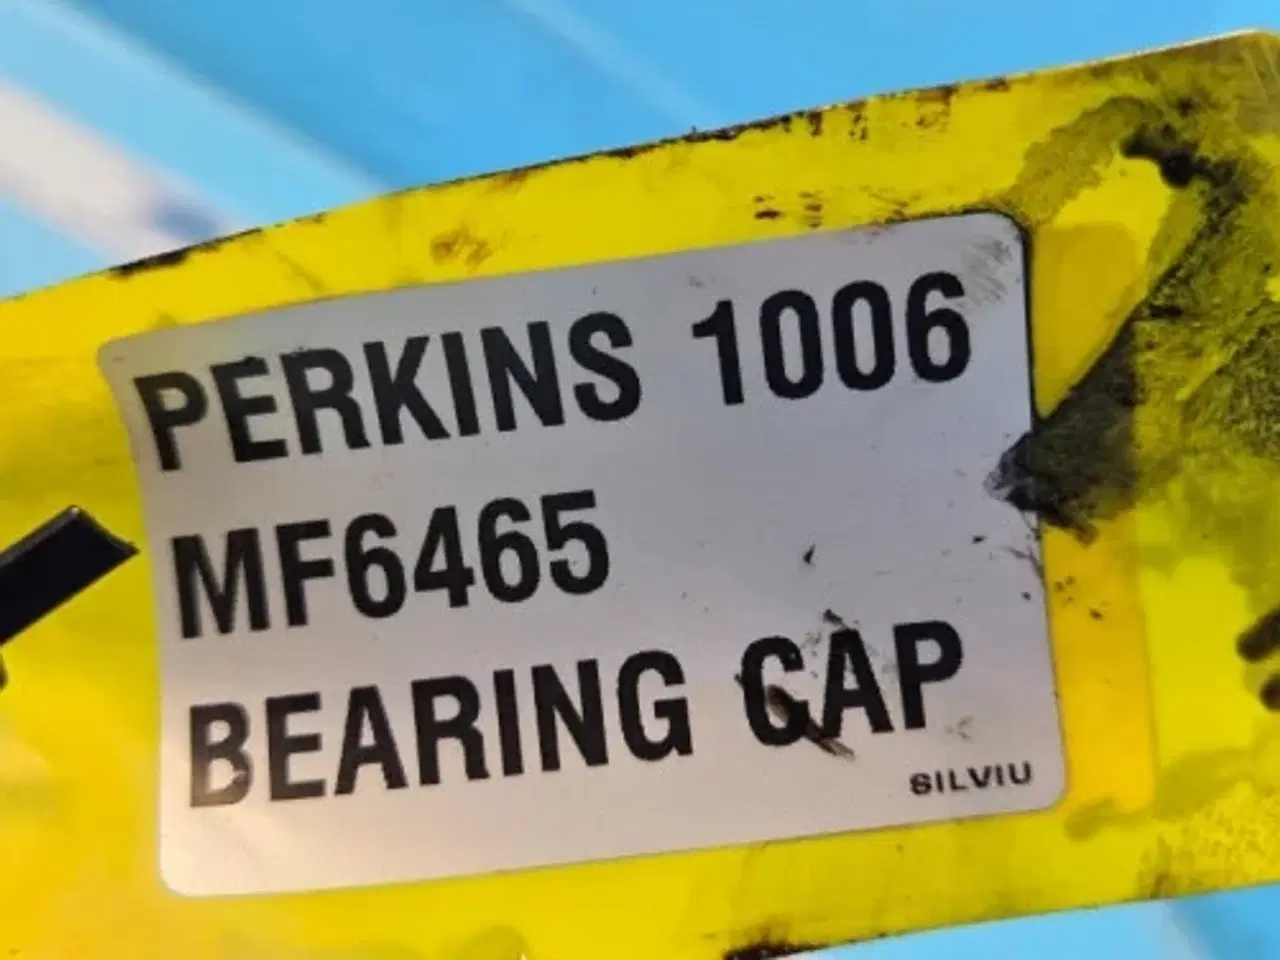 PERKINS 1006
MF6465
BEARING CAP
SILVIU